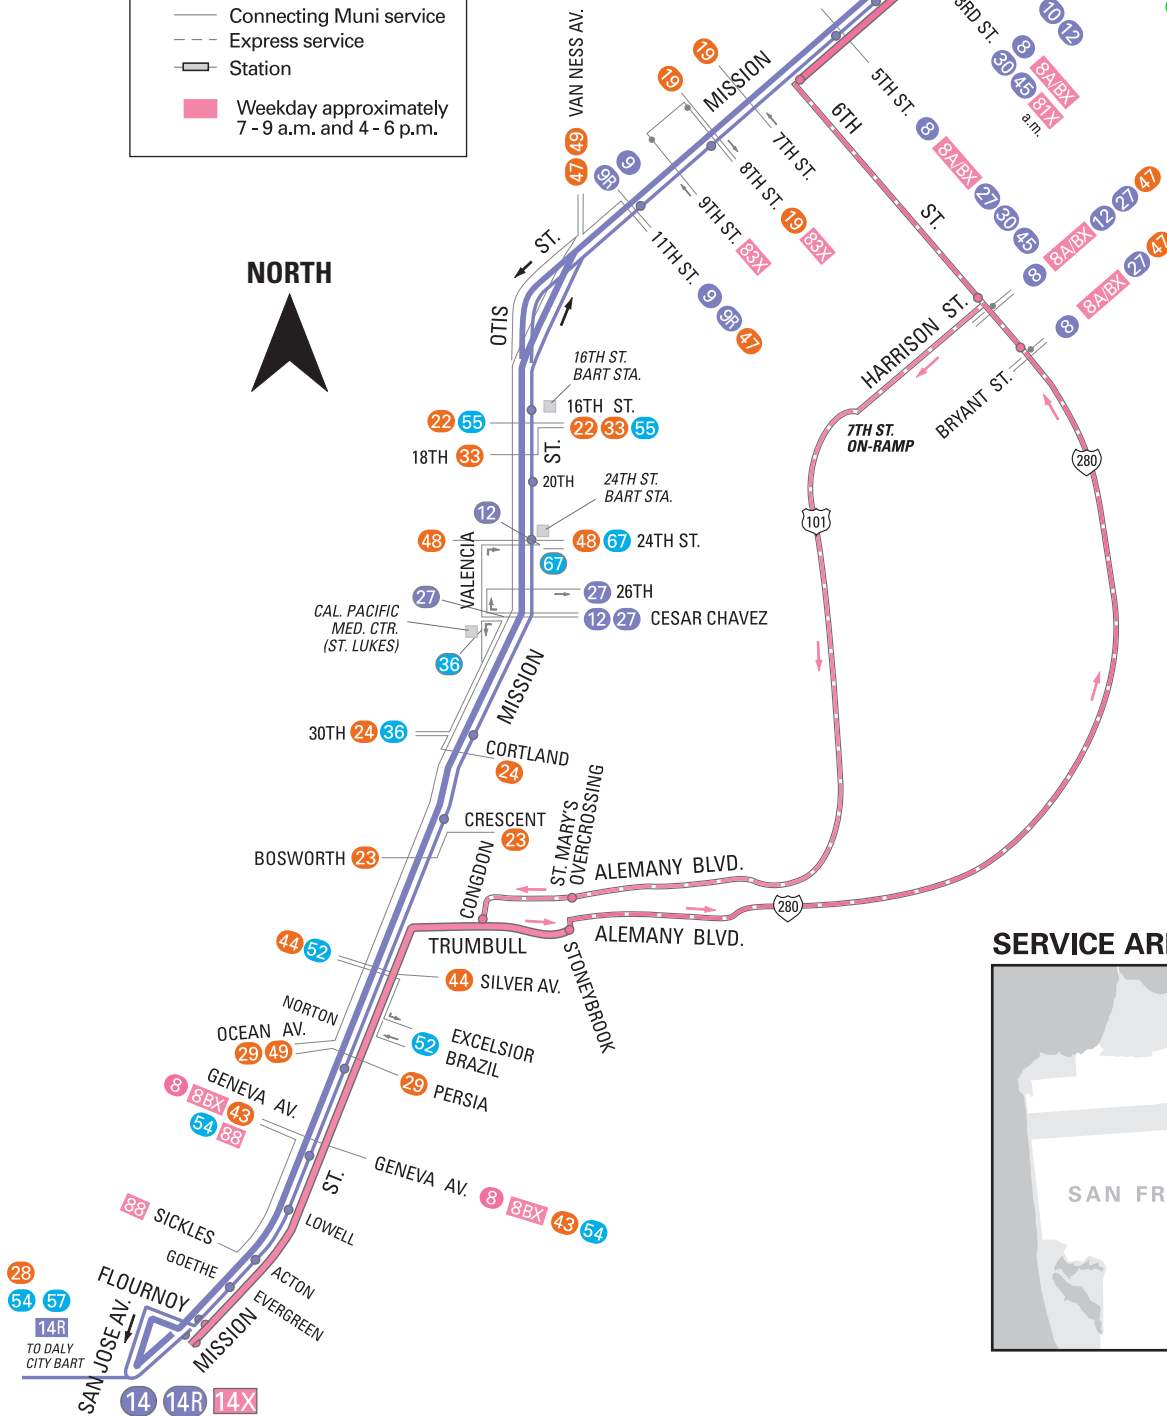 Connecting Muni service
Express service
Station
Weekday approximately
7 - 9 a.m. and 4 - 6 p.m.
VAN NESS AV.
47 49
9R 9
19
19
MISSION
3RD ST.
10 12
8 8A/BX
30 45 81X
a.m.
5TH ST.
8 8A/BX 27 30 45
6TH
ST.
7TH ST.
8TH ST. 19 83X
9TH ST. 83X
11TH ST. 9 9R 47
8 8A/BX 12 27 47
HARRISON ST.
8 8A/BX 27 47
BRYANT ST.
7TH ST.
ON-RAMP
101
280
NORTH
OTIS
ST.
16TH ST.
BART STA.
22 55
16TH ST.
22 33 55
18TH 33
ST.
20TH
24TH ST.
BART STA.
12
48
48 67 24TH ST.
67
VALENCIA
27
27 26TH
12 27 CESAR CHAVEZ
CAL. PACIFIC
MED. CTR.
(ST. LUKES)
36
MISSION
30TH 24 36
CORTLAND
24
CRESCENT
23
BOSWORTH 23
CONGDON
ST. MARY'S
OVERCROSSING
ALEMANY BLVD.
280
TRUMBULL
ALEMANY BLVD.
STONEYBROOK
44 52
44 SILVER AV.
NORTON
OCEAN AV.
29 49
52 EXCELSIOR
BRAZIL
29 PERSIA
GENEVA AV.
8 8BX 43
54 88
GENEVA AV. 8 8BX 43 54
ST.
88 SICKLES
LOWELL
GOETHE
ACTON
FLOURNOY
EVERGREEN
28
54 57
14R
TO DALY
CITY BART
SAN JOSE AV.
MISSION
14 14R 14X
SERVICE AR
SAN FR